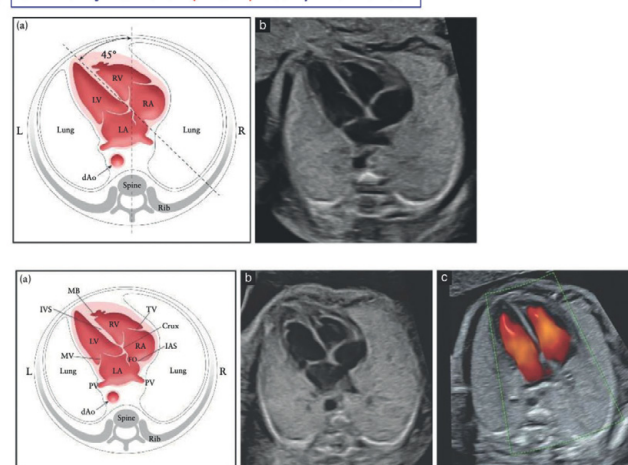 (a)
b
45°
RV
LV
RA
Lung
LA
Lung
L
R
dAo
Spine
Rib
(a)
b
c
MB
IVS
RV
TV
LV
Crux
RA
MV
FO
IAS
Lung
LA
Lung
L
R
PV
PV
dAo
Spine
Rib